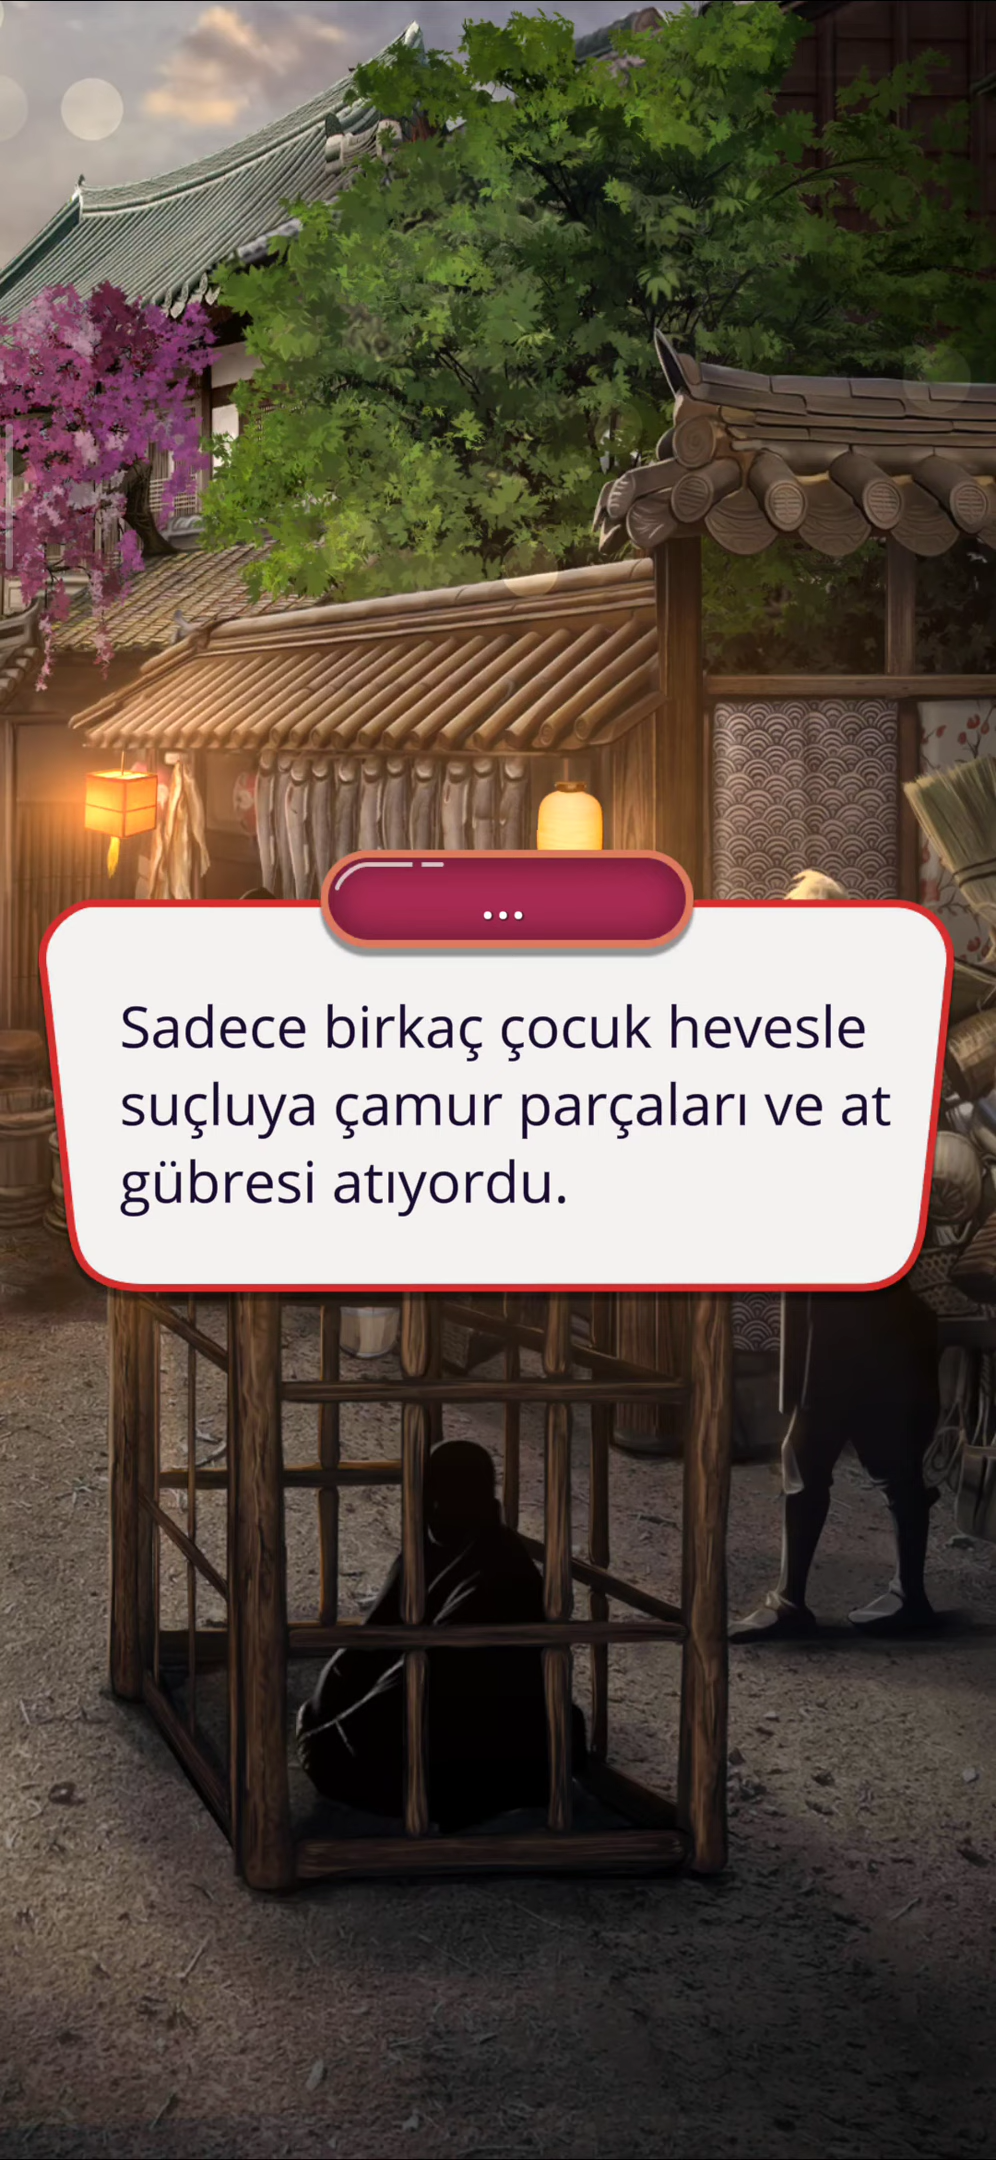 ...
Sadece birkaç çocuk hevesle
suçluya çamur parçaları ve at
gübresi atıyordu.